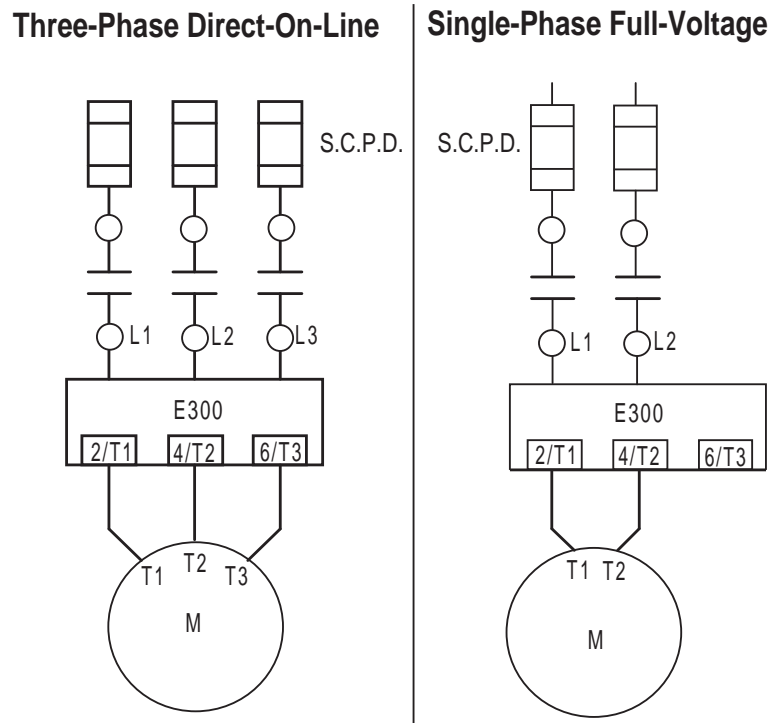 Three-Phase Direct-On-Line
S.C.P.D.
L1 L2 L3
E300
2/T1 4/T2 6/T3
T1 T2 T3
M
Single-Phase Full-Voltage
S.C.P.D.
L1 L2
E300
2/T1 4/T2 6/T3
T1 T2
M